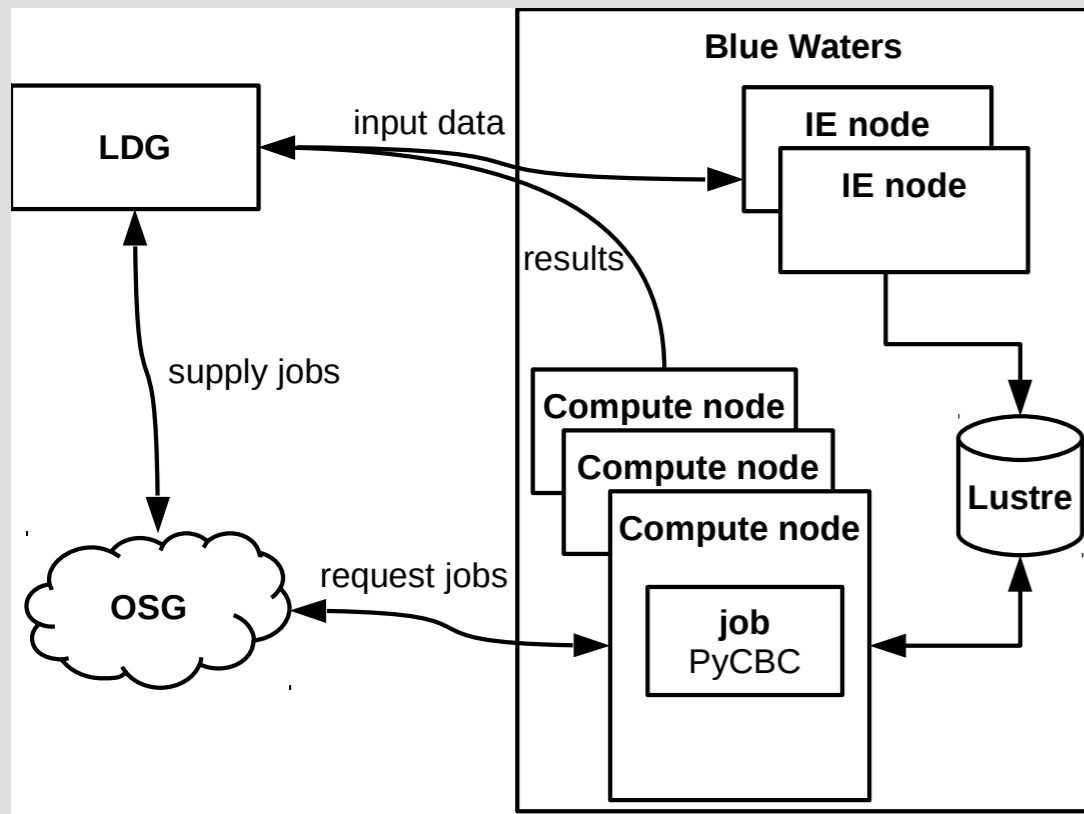 Blue Waters
LDG
input data
IE node
IE node
results
supply jobs
Compute node
Compute node
Compute node
Lustre
request jobs
OSG
job
PyCBC